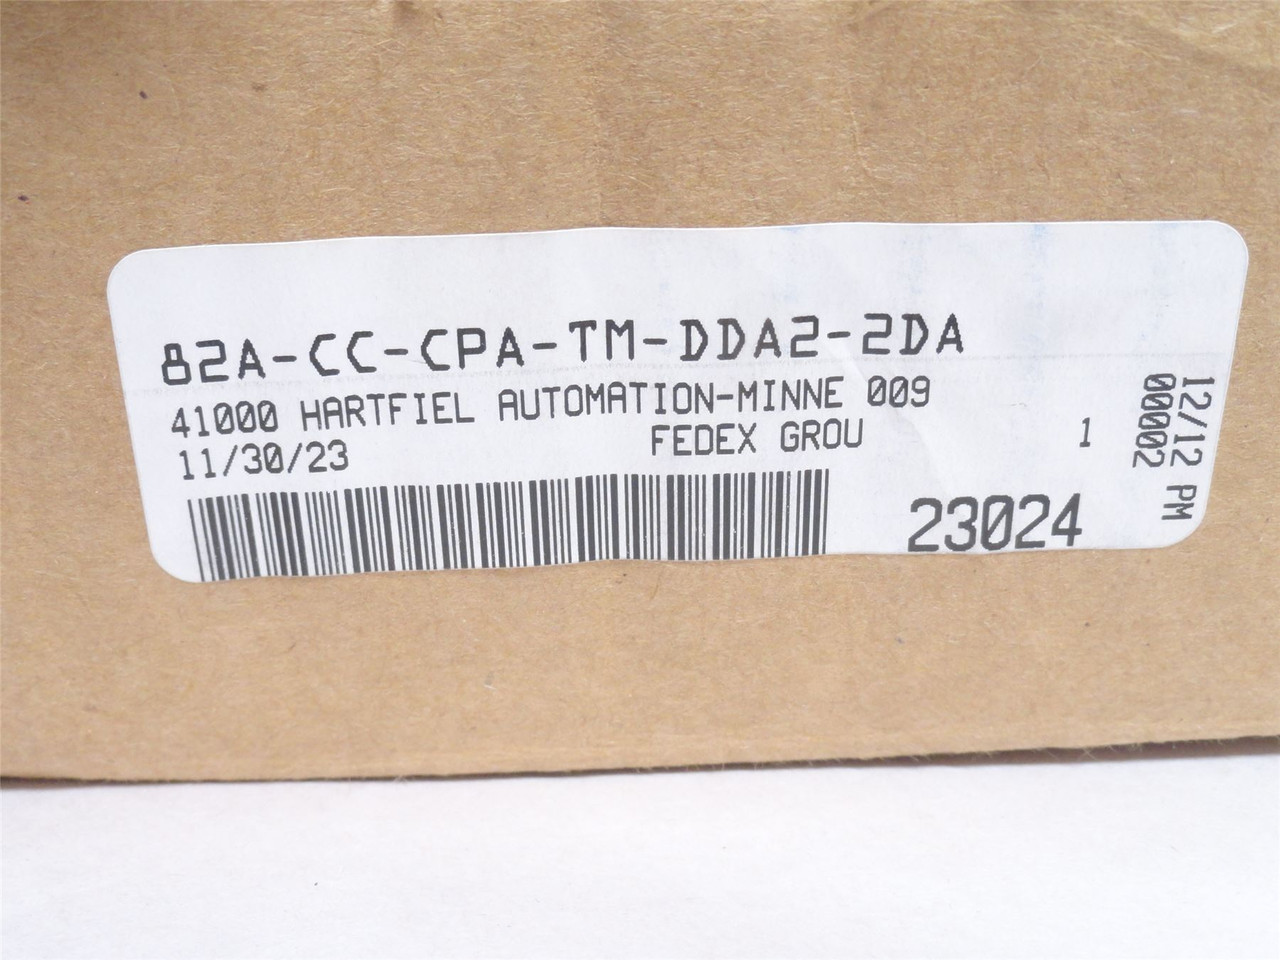 82A-CC-CPA-TM-DDA2-2DA
41000 HARTFIEL AUTOMATION-MINNE 009
11/30/23 FEDEX GROU 1
23024
12/12 PM
00002